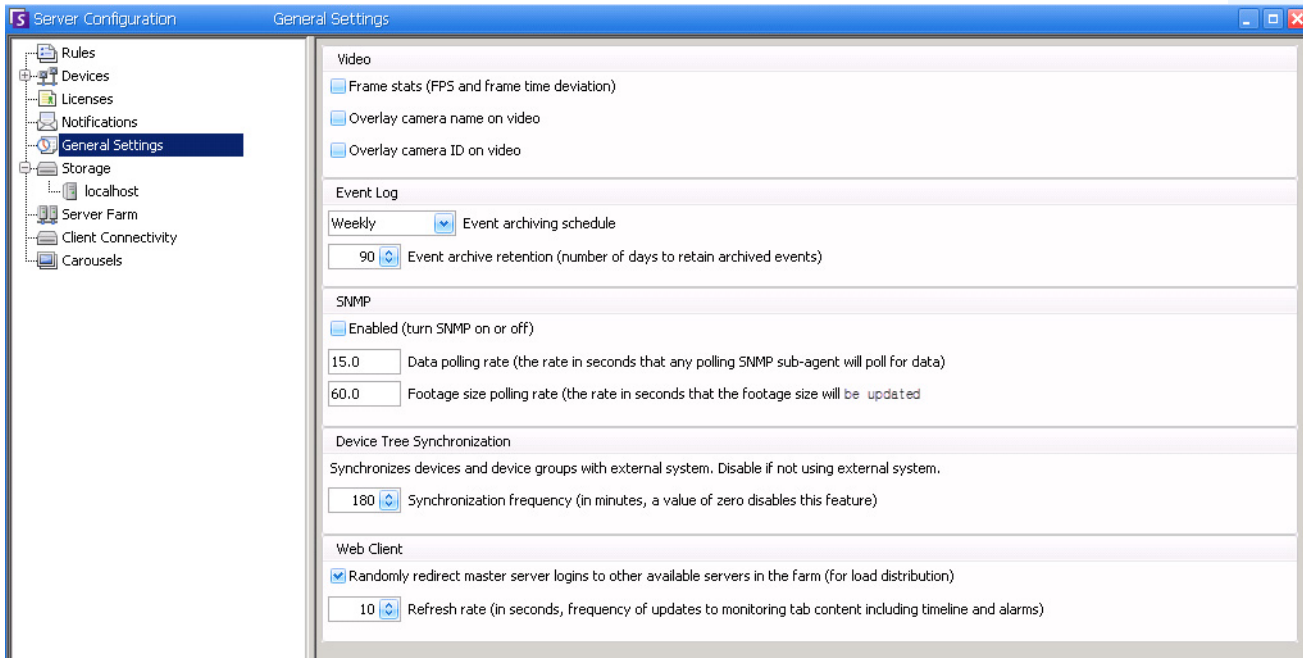 Server Configuration General Settings
Rules
Devices
Licenses
Notifications
General Settings
Storage
localhost
Server Farm
Client Connectivity
Carousels
Video
Frame stats (FPS and frame time deviation)
Overlay camera name on video
Overlay camera ID on video
Event Log
Weekly Event archiving schedule
90 Event archive retention (number of days to retain archived events)
SNMP
Enabled (turn SNMP on or off)
15.0 Data polling rate (the rate in seconds that any polling SNMP sub-agent will poll for data)
60.0 Footage size polling rate (the rate in seconds that the footage size will be updated
Device Tree Synchronization
Synchronizes devices and device groups with external system. Disable if not using external system.
180 Synchronization frequency (in minutes, a value of zero disables this feature)
Web Client
Randomly redirect master server logins to other available servers in the farm (for load distribution)
10 Refresh rate (in seconds, frequency of updates to monitoring tab content including timeline and alarms)